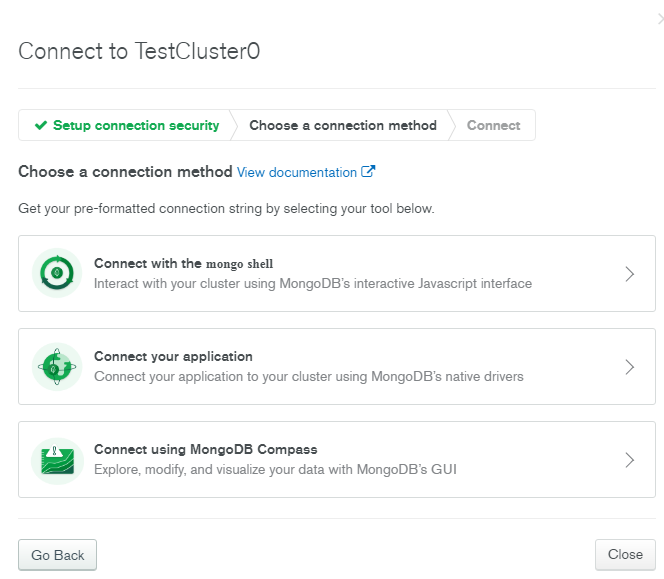 Connect to TestCluster0
Setup connection security
Choose a connection method
Connect
Choose a connection method View documentation
Get your pre-formatted connection string by selecting your tool below.
Connect with the mongo shell
Interact with your cluster using MongoDB's interactive Javascript interface
Connect your application
Connect your application to your cluster using MongoDB's native drivers
Connect using MongoDB Compass
Explore, modify, and visualize your data with MongoDB's GUI
Go Back
Close